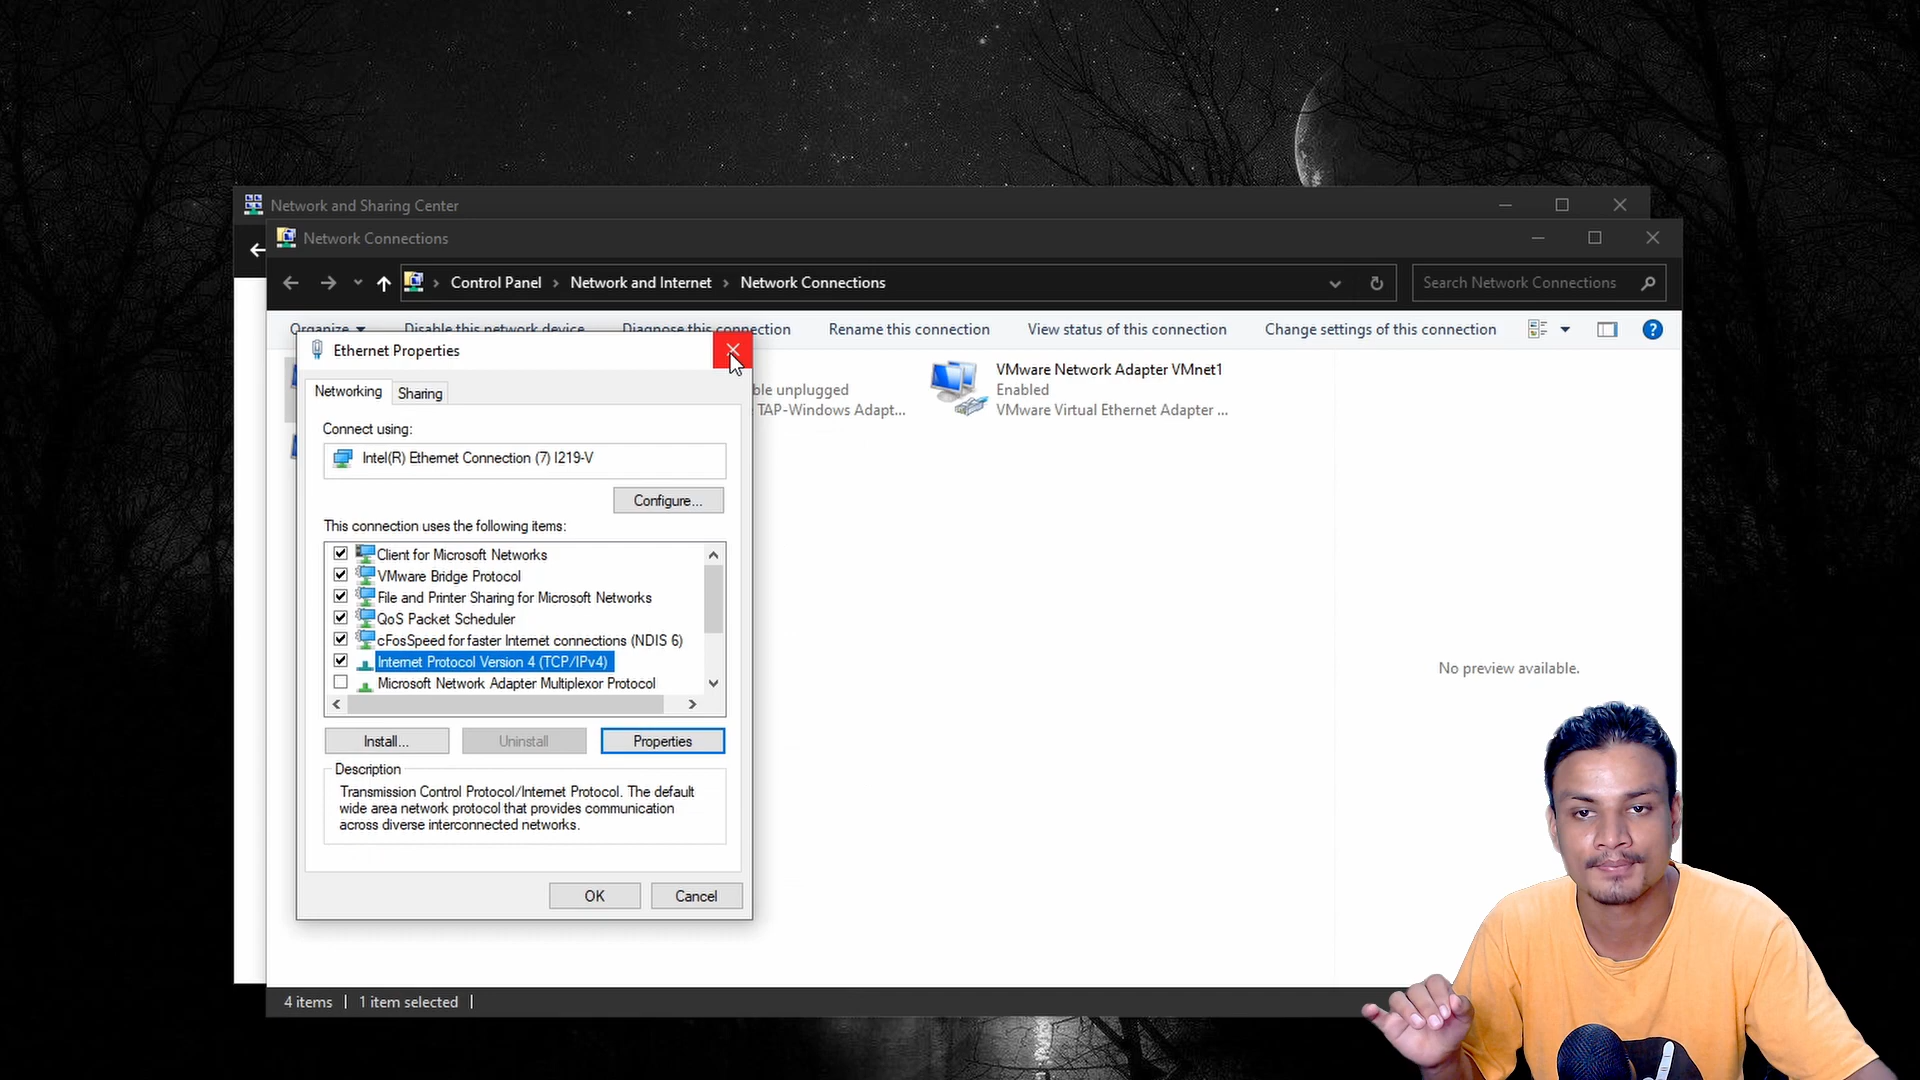 Network and Sharing Center
Network Connections
Control Panel › Network and Internet › Network Connections
Search Network Connections
Organize
Disable this network device
Diagnose this connection
Rename this connection
View status of this connection
Change settings of this connection
Ethernet Properties
Networking
Sharing
Connect using:
Intel(R) Ethernet Connection (7) I219-V
Configure...
This connection uses the following items:
Client for Microsoft Networks
VMware Bridge Protocol
File and Printer Sharing for Microsoft Networks
QoS Packet Scheduler
cFosSpeed for faster Internet connections (NDIS 6)
Internet Protocol Version 4 (TCP/IPv4)
Microsoft Network Adapter Multiplexor Protocol
Install...
Uninstall
Properties
Description
Transmission Control Protocol/Internet Protocol. The default
wide area network protocol that provides communication
across diverse interconnected networks.
OK
Cancel
ble unplugged
TAP-Windows Adapt...
VMware Network Adapter VMnet1
Enabled
VMware Virtual Ethernet Adapter ...
No preview available.
4 items
1 item selected